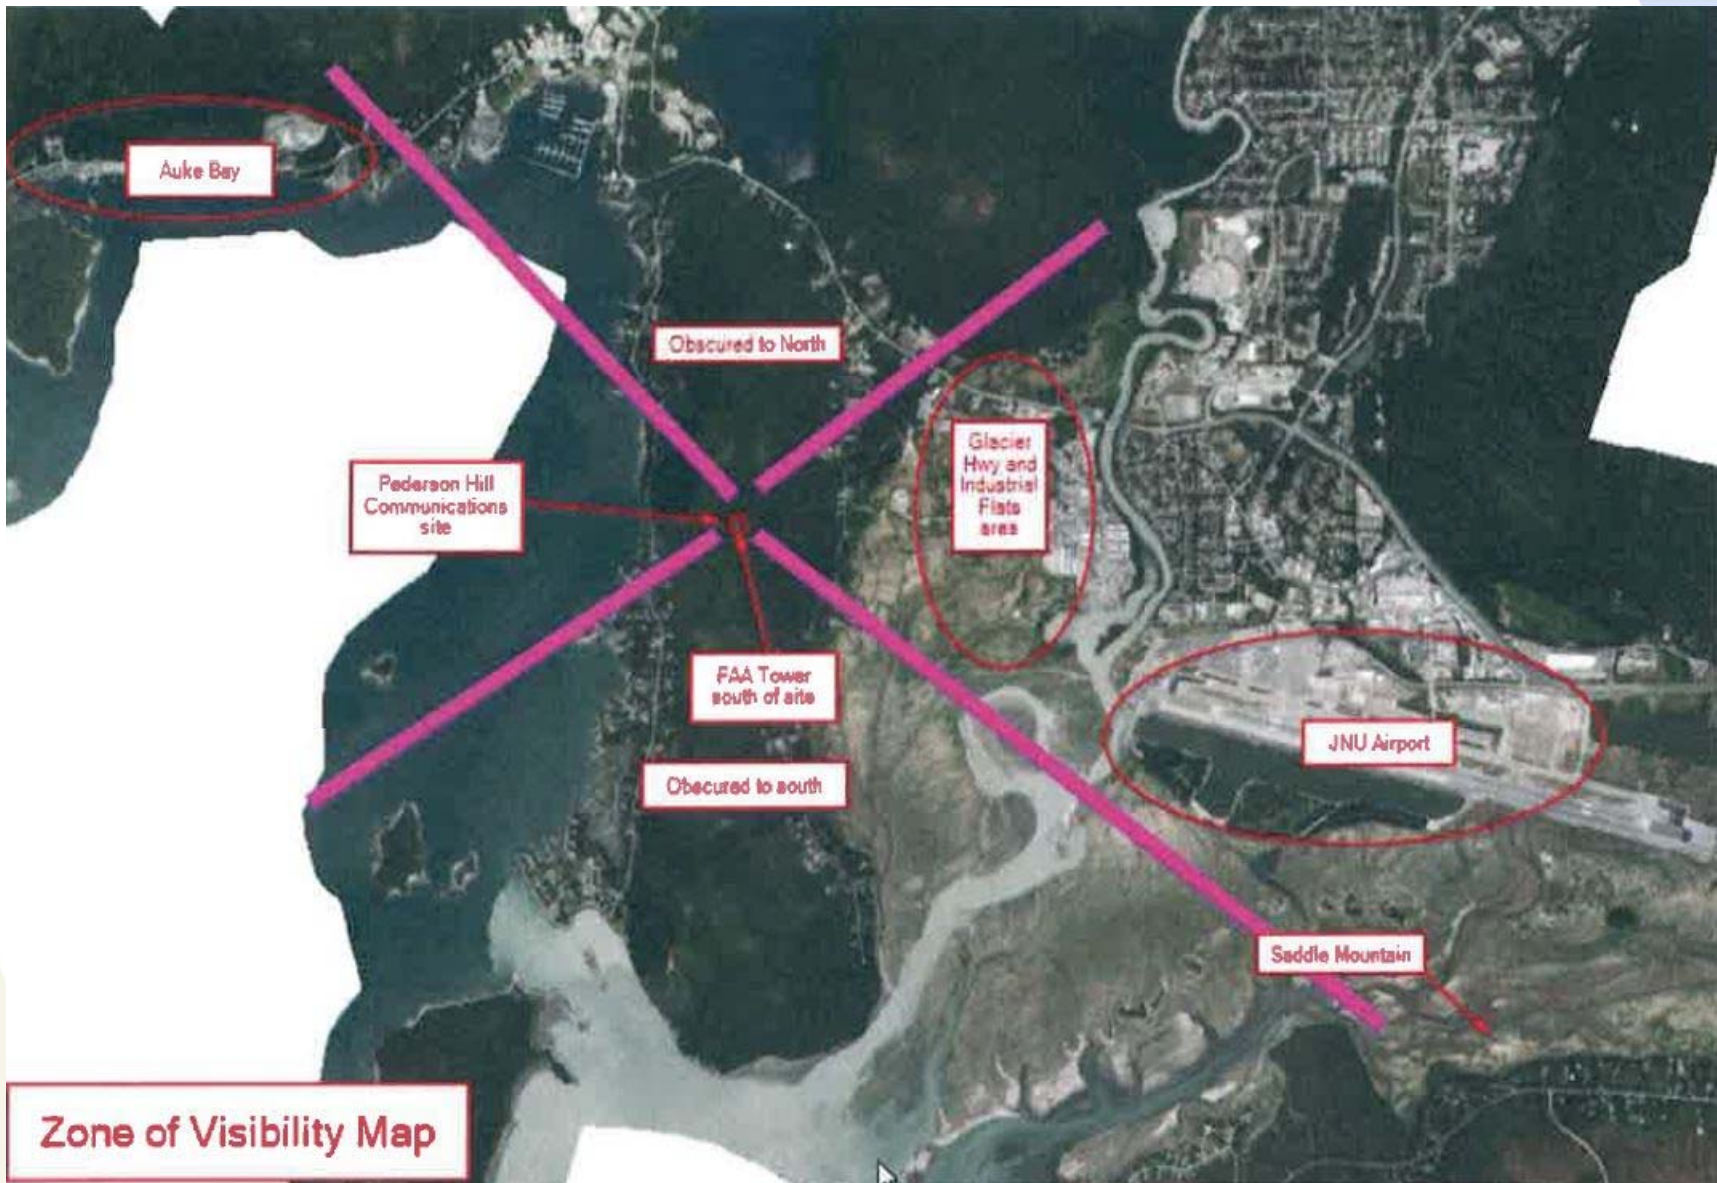 Auke Bay
Obscured to North
Glacier
Hwy and
Industrial
Flats
area
Pederson Hill
Communications
site
FAA Tower
south of site
JNU Airport
Obscured to south
Saddle Mountain
Zone of Visibility Map